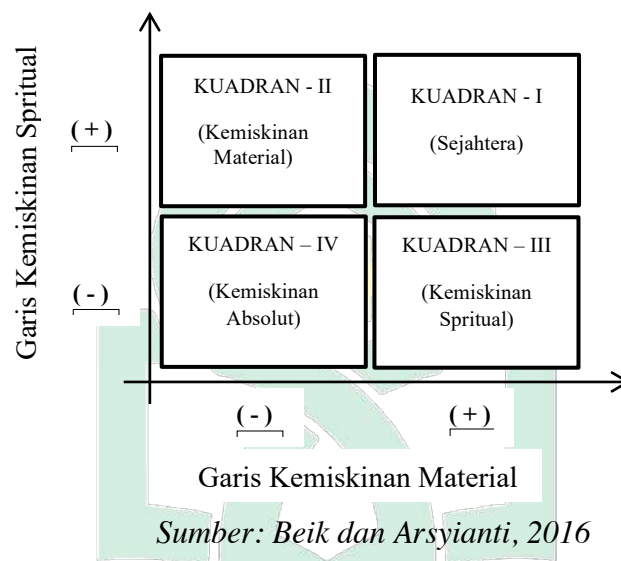 Garis Kemiskinan Spritual
( + )
( - )
KUADRAN - II
(Kemiskinan
Material)
KUADRAN - I
(Sejahtera)
KUADRAN – IV
(Kemiskinan
Absolut)
KUADRAN – III
(Kemiskinan
Spritual)
( - )
( + )
Garis Kemiskinan Material
Sumber: Beik dan Arsyianti, 2016